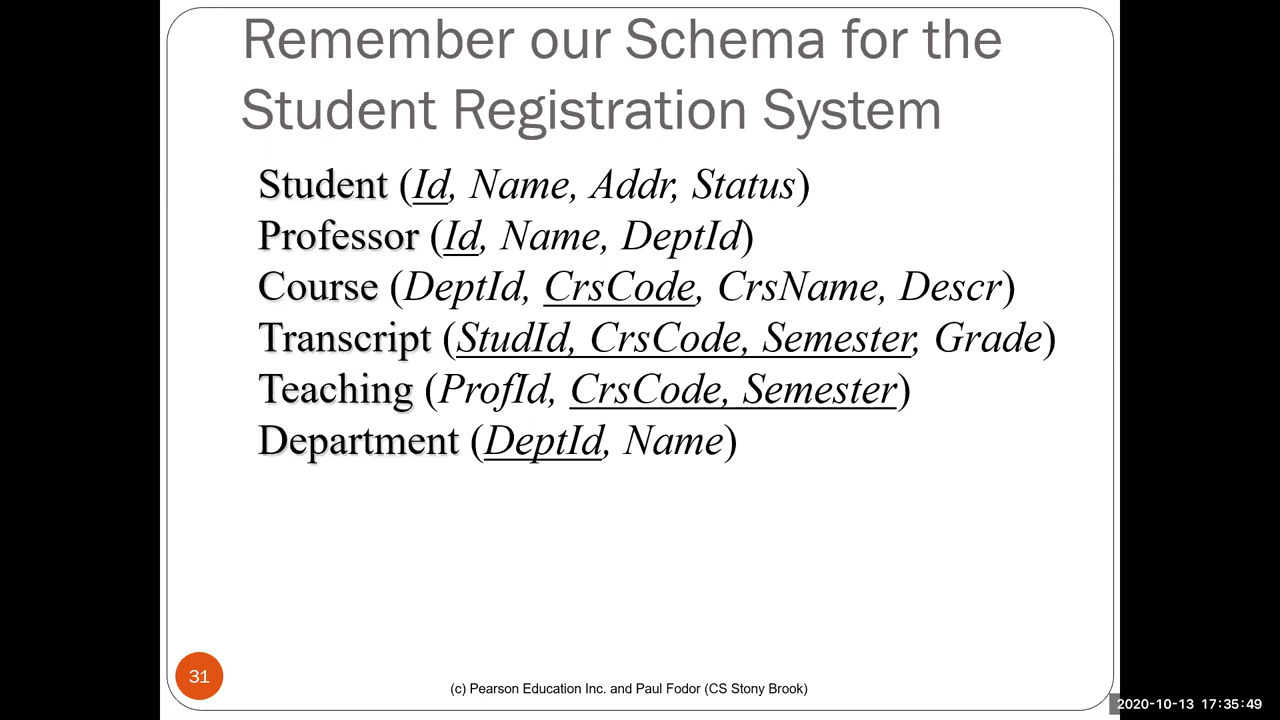 Remember our Schema for the
Student Registration System
Student (Id, Name, Addr, Status)
Professor (Id, Name, DeptId)
Course (DeptId, CrsCode, CrsName, Descr)
Transcript (StudId, CrsCode, Semester, Grade)
Teaching (ProfId, CrsCode, Semester)
Department (DeptId, Name)
31
(c) Pearson Education Inc. and Paul Fodor (CS Stony Brook)
2020-10-13 17:35:49